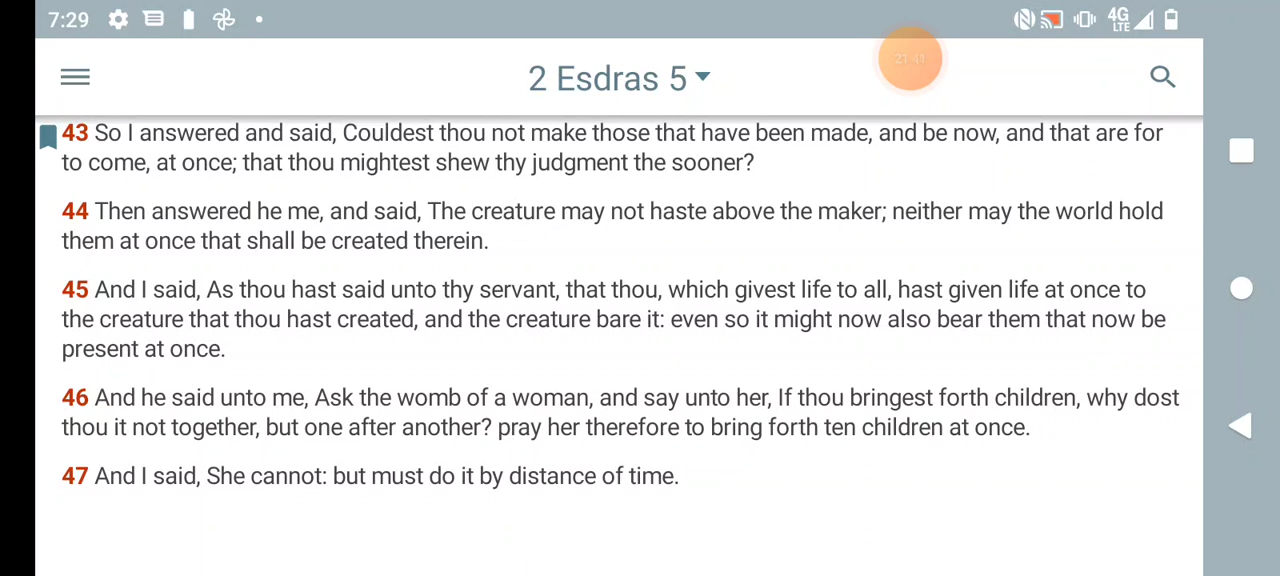 7:29
4G
LTE
2 Esdras 5
21:41
43 So I answered and said, Couldest thou not make those that have been made, and be now, and that are for
to come, at once; that thou mightest shew thy judgment the sooner?
44 Then answered he me, and said, The creature may not haste above the maker; neither may the world hold
them at once that shall be created therein.
45 And I said, As thou hast said unto thy servant, that thou, which givest life to all, hast given life at once to
the creature that thou hast created, and the creature bare it: even so it might now also bear them that now be
present at once.
46 And he said unto me, Ask the womb of a woman, and say unto her, If thou bringest forth children, why dost
thou it not together, but one after another? pray her therefore to bring forth ten children at once.
47 And I said, She cannot: but must do it by distance of time.